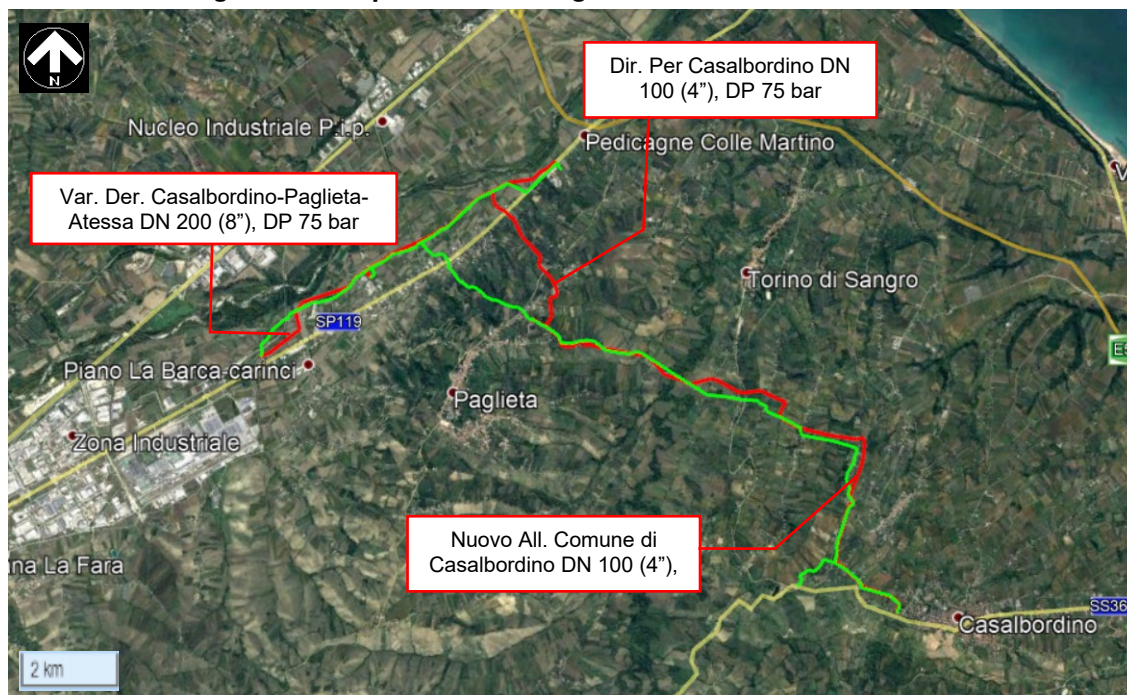 N
Dir. Per Casalbordino DN
100 (4”), DP 75 bar
Nucleo Industriale P.i.p.
Pedicagne Colle Martino
Var. Der. Casalbordino-Paglieta-
Atessa DN 200 (8”), DP 75 bar
V
Torino di Sangro
SP119
Piano La Barca-carinci
Paglieta
Zona Industriale
Nuovo All. Comune di
Casalbordino DN 100 (4”),
na La Fara
SS36
Casalbordino
2 km